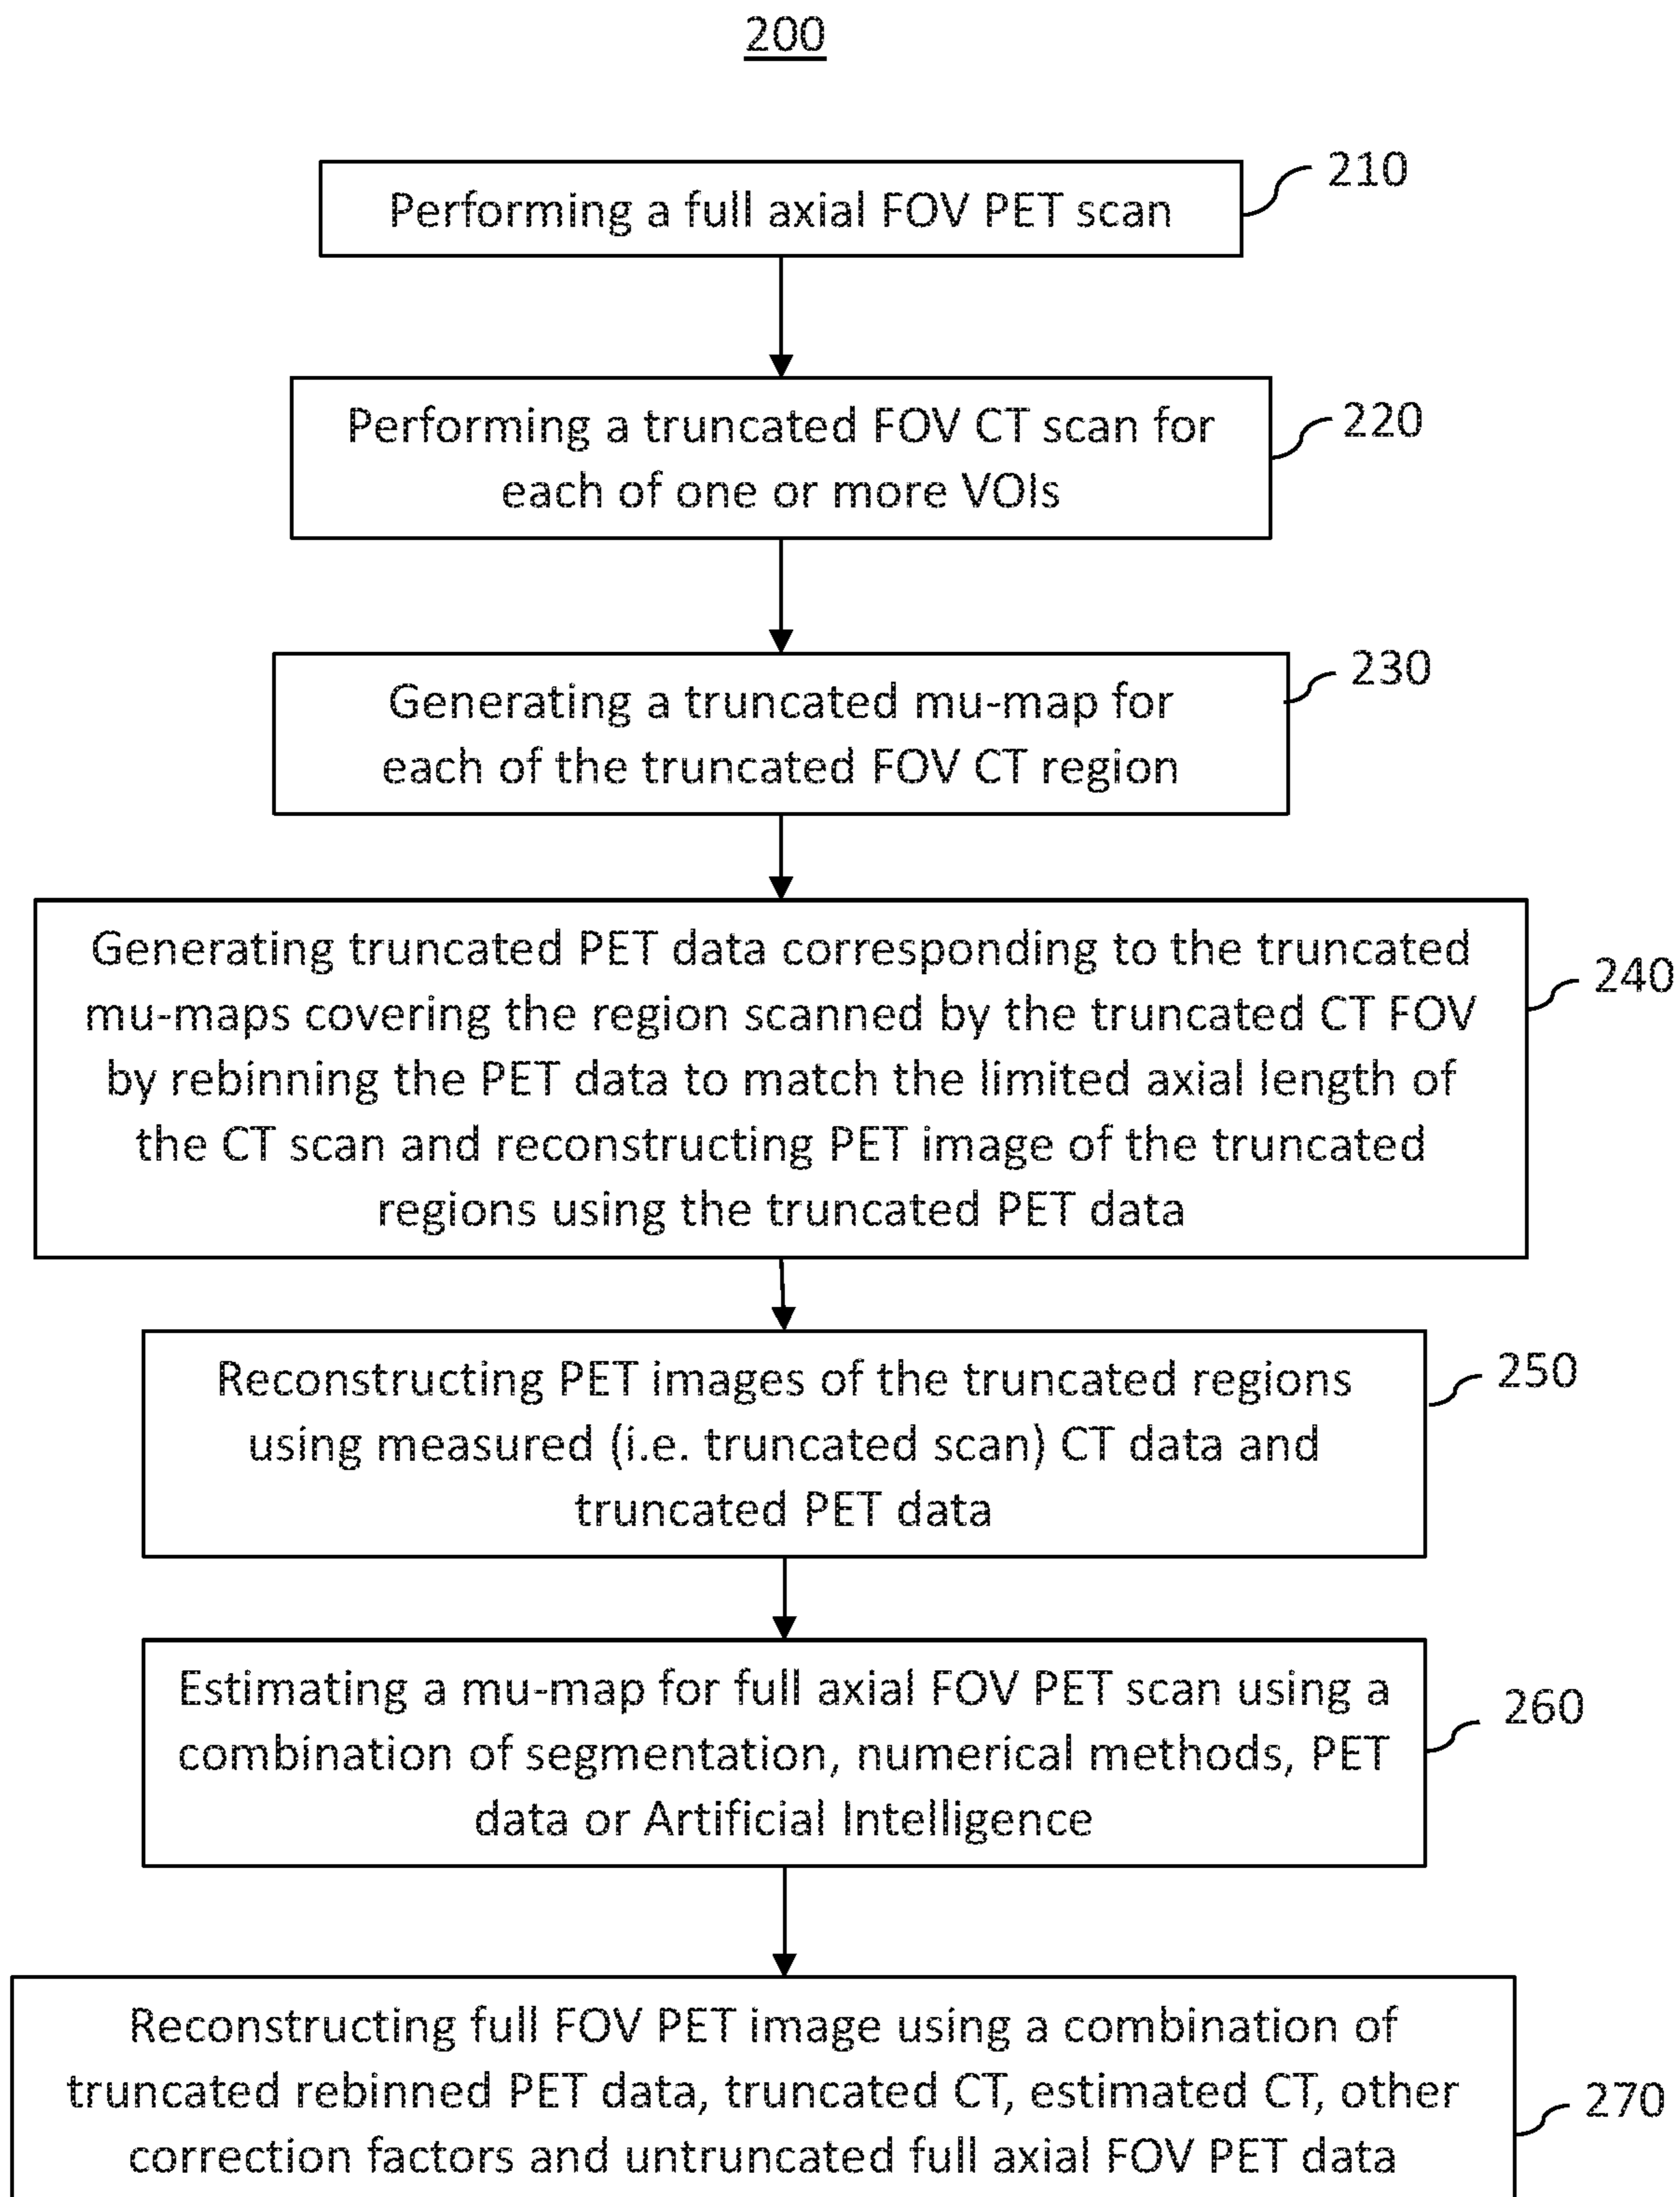 200
Performing a full axial FOV PET scan
210
Performing a truncated FOV CT scan for
each of one or more VOIs
220
Generating a truncated mu-map for
each of the truncated FOV CT region
230
Generating truncated PET data corresponding to the truncated
mu-maps covering the region scanned by the truncated CT FOV
by rebinning the PET data to match the limited axial length of
the CT scan and reconstructing PET image of the truncated
regions using the truncated PET data
240
Reconstructing PET images of the truncated regions
using measured (i.e. truncated scan) CT data and
truncated PET data
250
Estimating a mu-map for full axial FOV PET scan using a
combination of segmentation, numerical methods, PET
data or Artificial Intelligence
260
Reconstructing full FOV PET image using a combination of
truncated rebinned PET data, truncated CT, estimated CT, other
correction factors and untruncated full axial FOV PET data
270